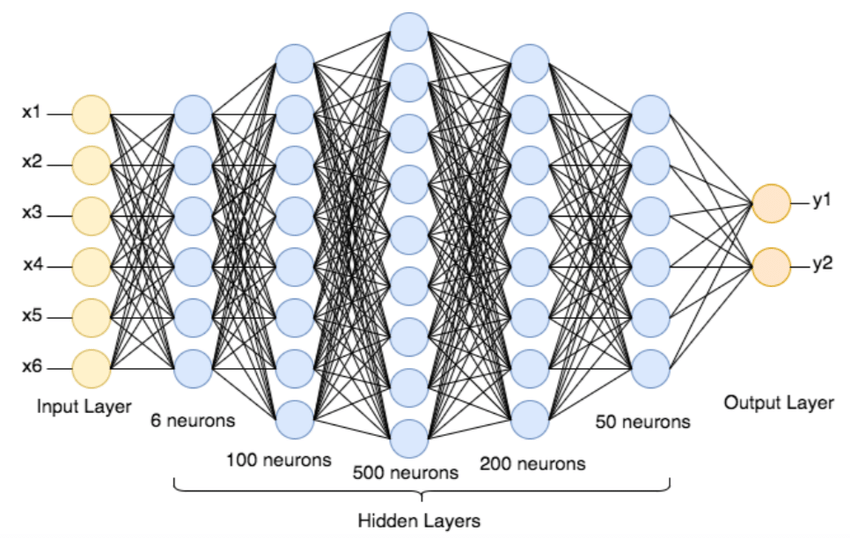 x1
x2
x3
x4
x5
x6
y1
y2
Input Layer
6 neurons
100 neurons
500 neurons
200 neurons
50 neurons
Output Layer
Hidden Layers